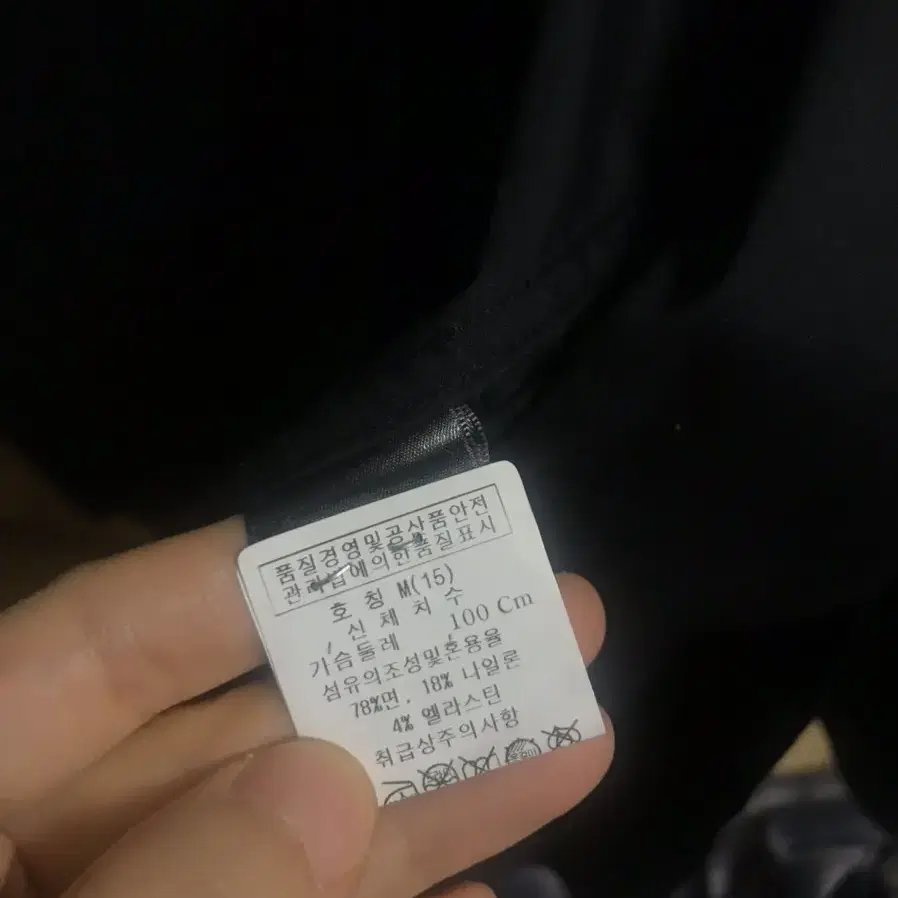 품질경영및공사품안전
관리법에의한품질표시
호 칭 M(15)
신 체 치 수
가슴둘레 100 Cm
섬유의조성및혼용율
78%면, 18% 나일론
4% 엘라스틴
취급상주의사항